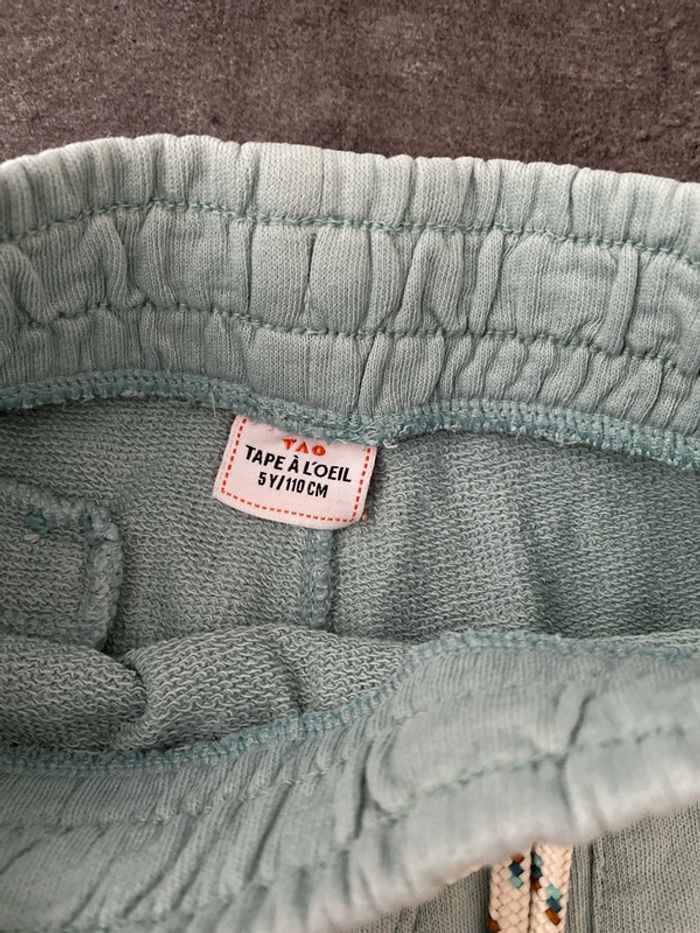 TAO
TAPE À L'OEIL
5Y/110 CM